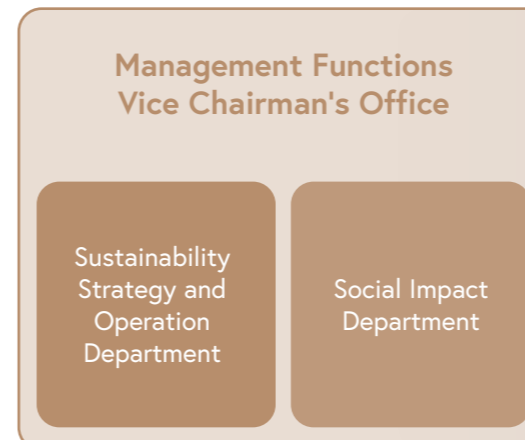 Management Functions
Vice Chairman's Office
Sustainability
Strategy and
Operation
Department
Social Impact
Department